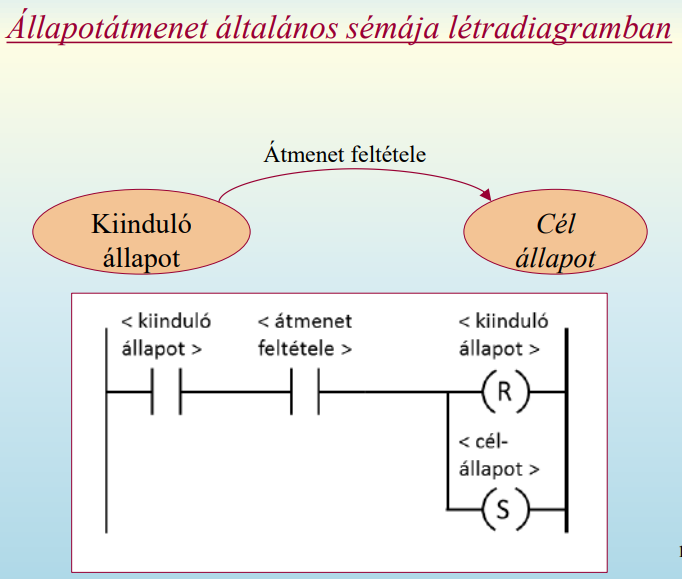 Állapotátmenet általános sémája létradiagramban
Átmenet feltétele
Kiinduló
állapot
Cél
állapot
< kiinduló
állapot >
< átmenet
feltétele >
< kiinduló
állapot >
R
< cél-
állapot >
S